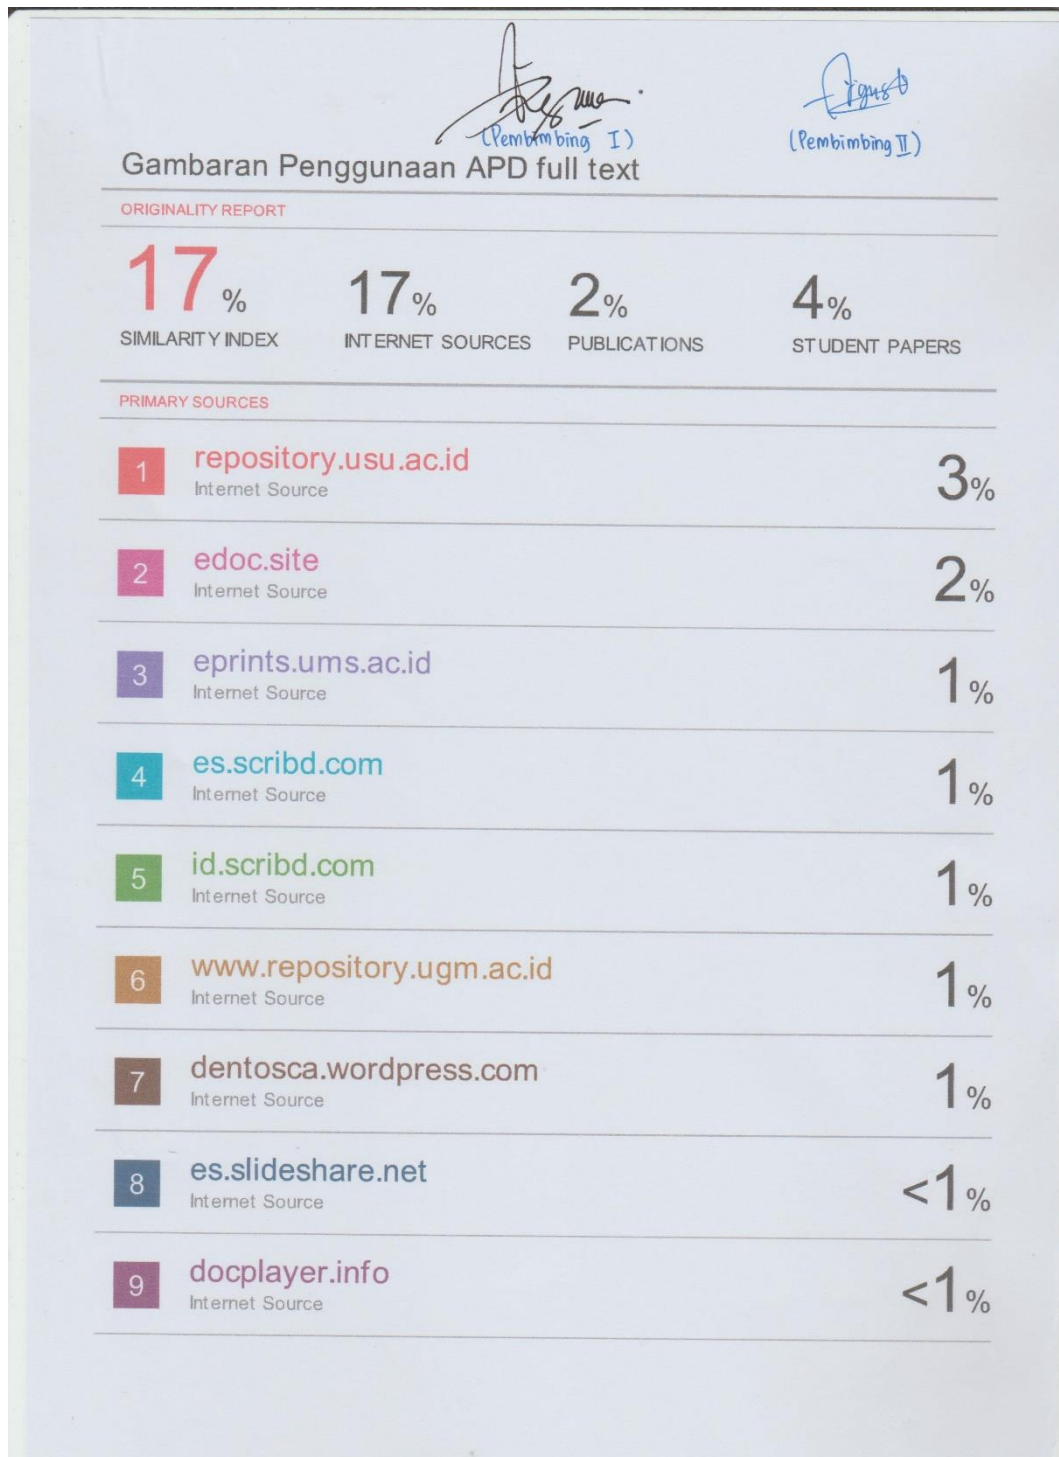 (Pembimbing I)
(Pembimbing II)
Gambaran Penggunaan APD full text
ORIGINALITY REPORT
17% 17% 2% 4%
SIMILARITY INDEX INTERNET SOURCES PUBLICATIONS STUDENT PAPERS
PRIMARY SOURCES
1 repository.usu.ac.id 3%
Internet Source
2 edoc.site 2%
Internet Source
3 eprints.ums.ac.id 1%
Internet Source
4 es.scribd.com 1%
Internet Source
5 id.scribd.com 1%
Internet Source
6 www.repository.ugm.ac.id 1%
Internet Source
7 dentosca.wordpress.com 1%
Internet Source
8 es.slideshare.net <1%
Internet Source
9 docplayer.info <1%
Internet Source